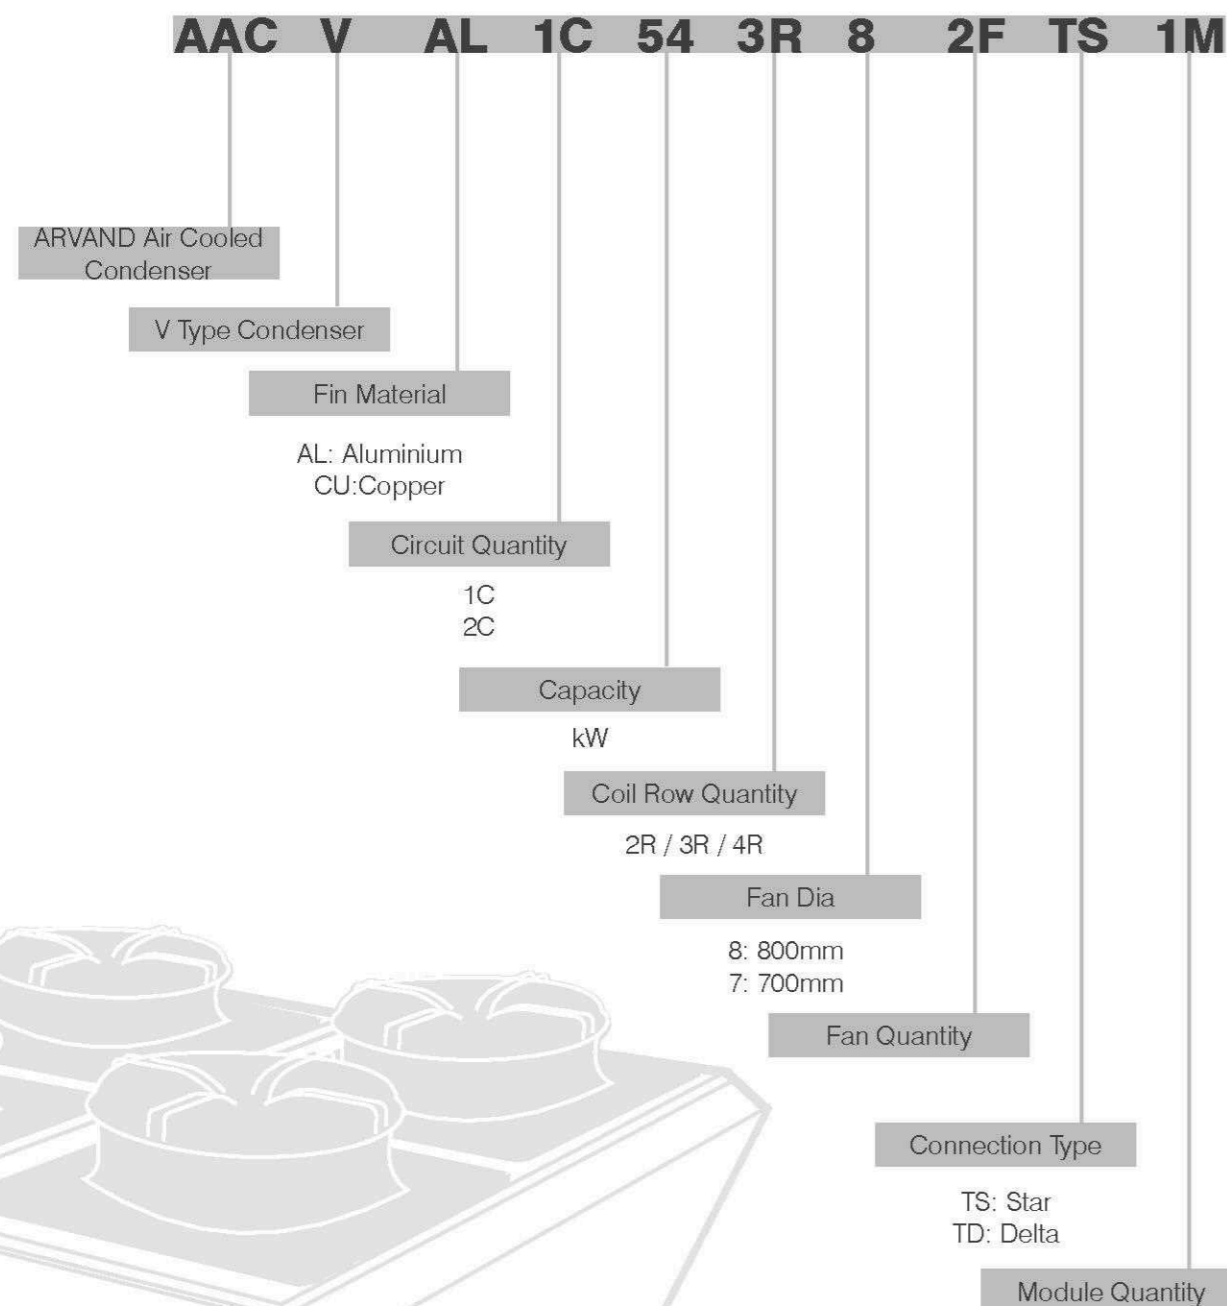 AAC V AL 1C 54 3R 8 2F TS 1M
ARVAND Air Cooled
Condenser
V Type Condenser
Fin Material
AL: Aluminium
CU:Copper
Circuit Quantity
1C
2C
Capacity
kW
Coil Row Quantity
2R / 3R / 4R
Fan Dia
8: 800mm
7: 700mm
Fan Quantity
Connection Type
TS: Star
TD: Delta
Module Quantity